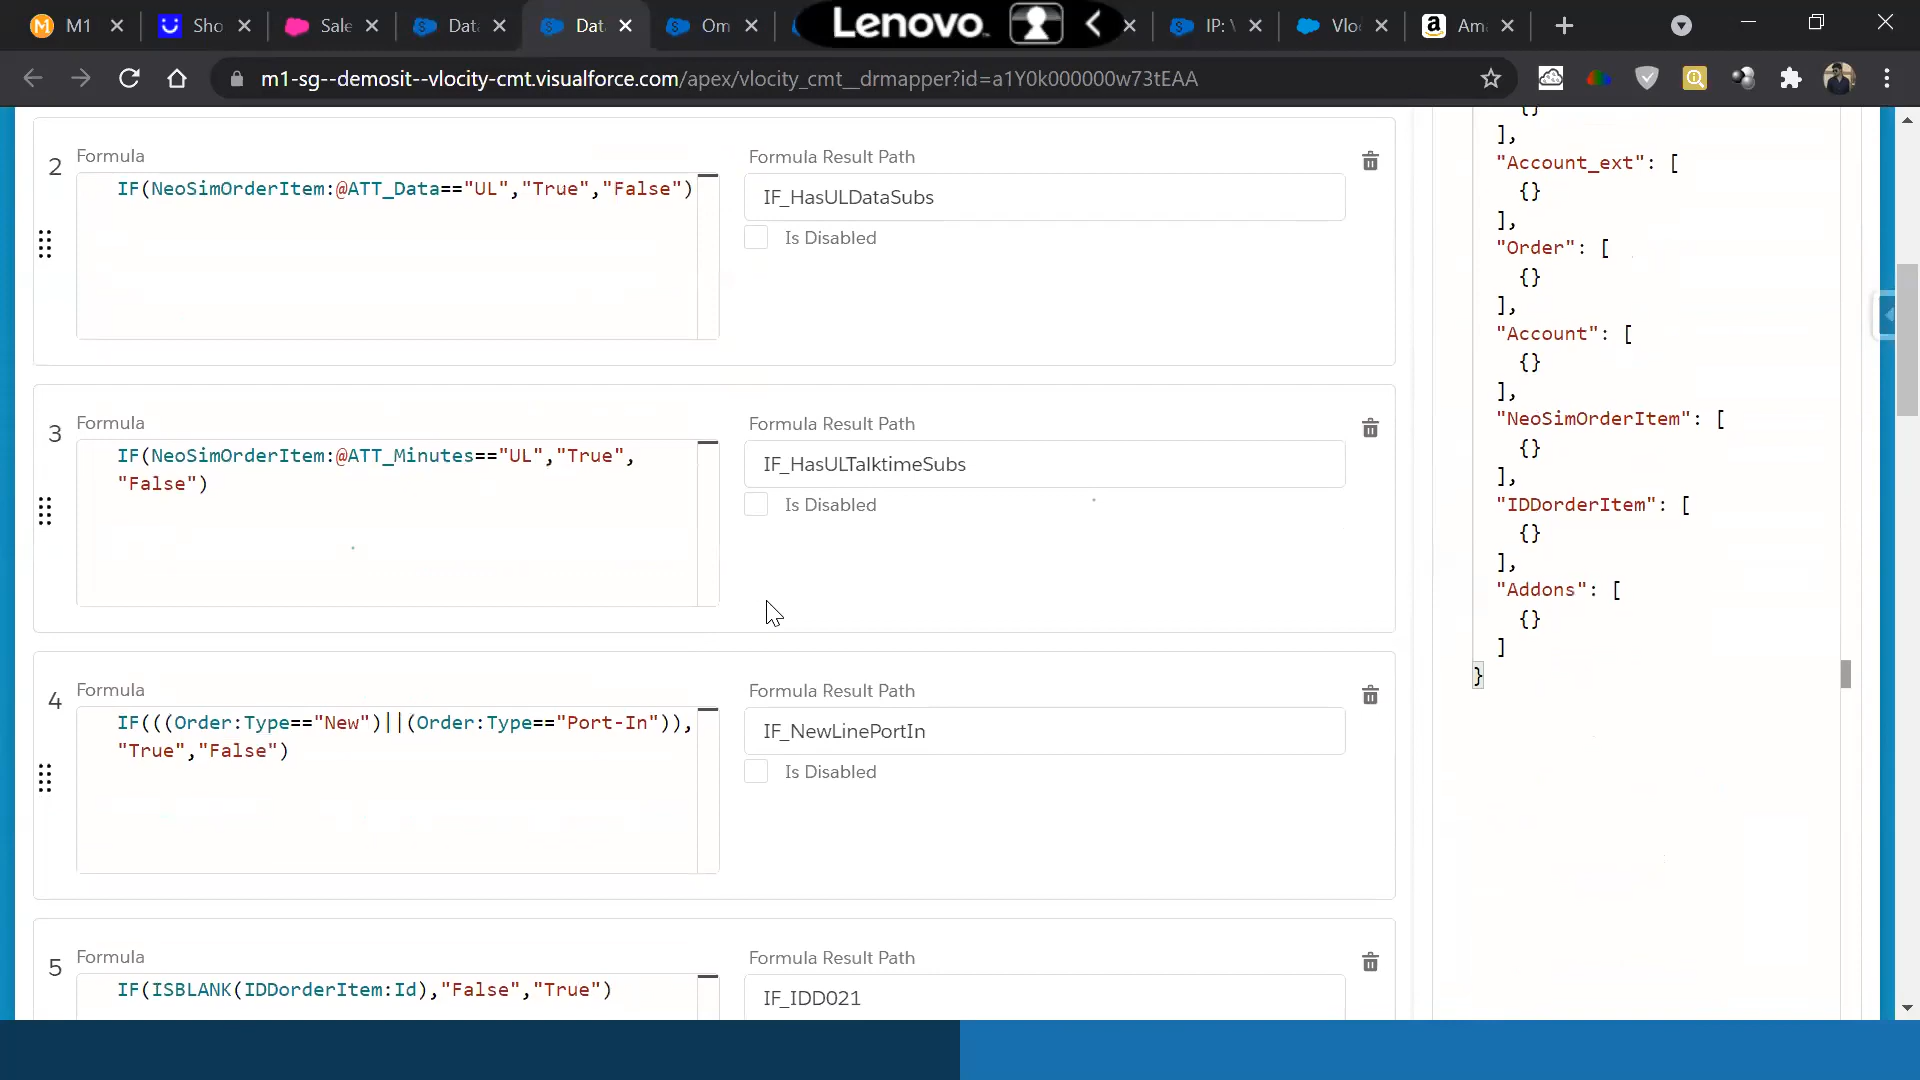 M1
Sho
Sale
Data
Dat
Om
Lenovo
IP: V
Vloc
Am
m1-sg--demosit--vlocity-cmt.visualforce.com/apex/vlocity_cmt__drmapper?id=a1Y0k000000w73tEAA
2
Formula
IF(NeoSimOrderItem:@ATT_Data=="UL","True","False")
Formula Result Path
IF_HasULDataSubs
Is Disabled
3
Formula
IF(NeoSimOrderItem:@ATT_Minutes=="UL","True",
"False")
Formula Result Path
IF_HasULTalktimeSubs
Is Disabled
4
Formula
IF(((Order:Type=="New")||(Order:Type=="Port-In")),
"True","False")
Formula Result Path
IF_NewLinePortIn
Is Disabled
5
Formula
IF(ISBLANK(IDDorderItem:Id),"False","True")
Formula Result Path
IF_IDD021
{}
],
"Account_ext": [
{}
],
"Order": [
{}
],
"Account": [
{}
],
"NeoSimOrderItem": [
{}
],
"IDDorderItem": [
{}
],
"Addons": [
{}
]
}